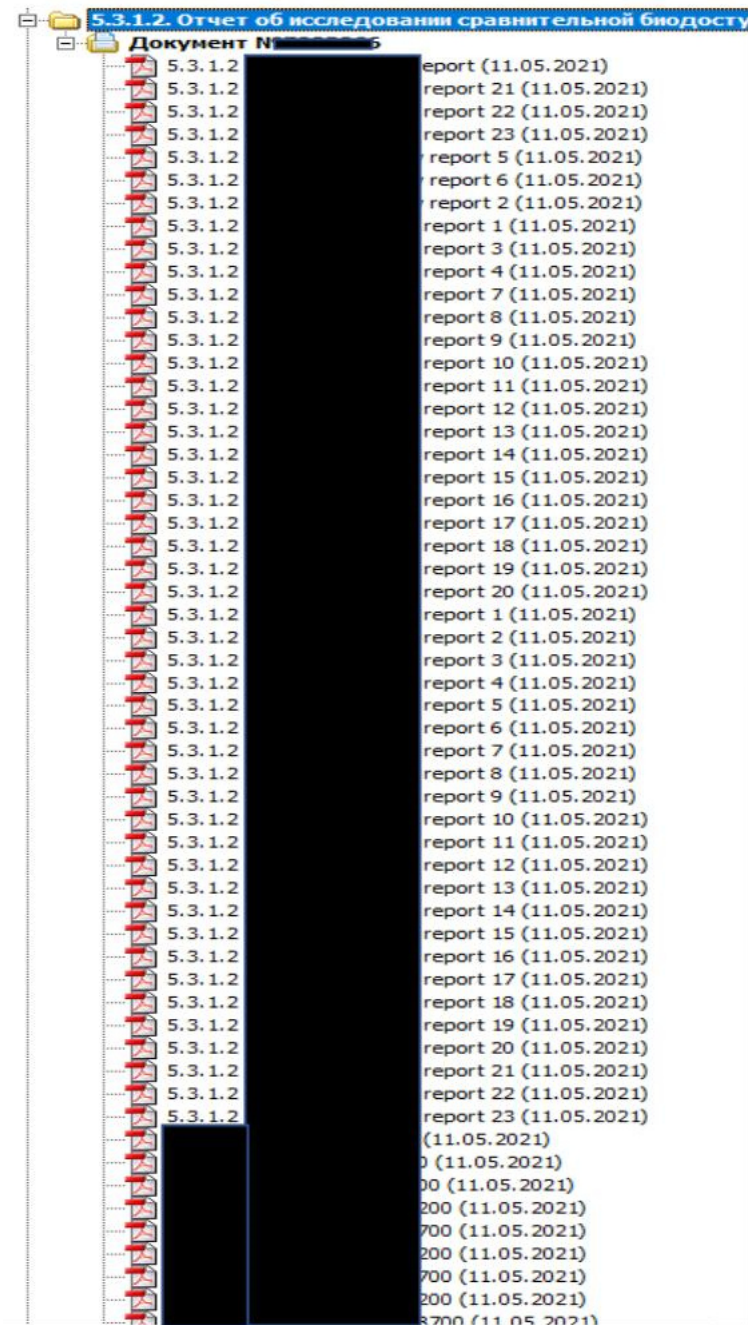 5.3.1.2. Отчет об исследовании сравнительной биодосту
Документ
5.3.1.2 eport (11.05.2021)
5.3.1.2 report 21 (11.05.2021)
5.3.1.2 report 22 (11.05.2021)
5.3.1.2 report 23 (11.05.2021)
5.3.1.2 report 5 (11.05.2021)
5.3.1.2 report 6 (11.05.2021)
5.3.1.2 report 2 (11.05.2021)
5.3.1.2 report 1 (11.05.2021)
5.3.1.2 report 3 (11.05.2021)
5.3.1.2 report 4 (11.05.2021)
5.3.1.2 report 7 (11.05.2021)
5.3.1.2 report 8 (11.05.2021)
5.3.1.2 report 9 (11.05.2021)
5.3.1.2 report 10 (11.05.2021)
5.3.1.2 report 11 (11.05.2021)
5.3.1.2 report 12 (11.05.2021)
5.3.1.2 report 13 (11.05.2021)
5.3.1.2 report 14 (11.05.2021)
5.3.1.2 report 15 (11.05.2021)
5.3.1.2 report 16 (11.05.2021)
5.3.1.2 report 17 (11.05.2021)
5.3.1.2 report 18 (11.05.2021)
5.3.1.2 report 19 (11.05.2021)
5.3.1.2 report 20 (11.05.2021)
5.3.1.2 report 1 (11.05.2021)
5.3.1.2 report 2 (11.05.2021)
5.3.1.2 report 3 (11.05.2021)
5.3.1.2 report 4 (11.05.2021)
5.3.1.2 report 5 (11.05.2021)
5.3.1.2 report 6 (11.05.2021)
5.3.1.2 report 7 (11.05.2021)
5.3.1.2 report 8 (11.05.2021)
5.3.1.2 report 9 (11.05.2021)
5.3.1.2 report 10 (11.05.2021)
5.3.1.2 report 11 (11.05.2021)
5.3.1.2 report 12 (11.05.2021)
5.3.1.2 report 13 (11.05.2021)
5.3.1.2 report 14 (11.05.2021)
5.3.1.2 report 15 (11.05.2021)
5.3.1.2 report 16 (11.05.2021)
5.3.1.2 report 17 (11.05.2021)
5.3.1.2 report 18 (11.05.2021)
5.3.1.2 report 19 (11.05.2021)
5.3.1.2 report 20 (11.05.2021)
5.3.1.2 report 21 (11.05.2021)
5.3.1.2 report 22 (11.05.2021)
5.3.1.2 report 23 (11.05.2021)
(11.05.2021)
(11.05.2021)
00 (11.05.2021)
200 (11.05.2021)
700 (11.05.2021)
200 (11.05.2021)
700 (11.05.2021)
200 (11.05.2021)
3700 (11.05.2021)